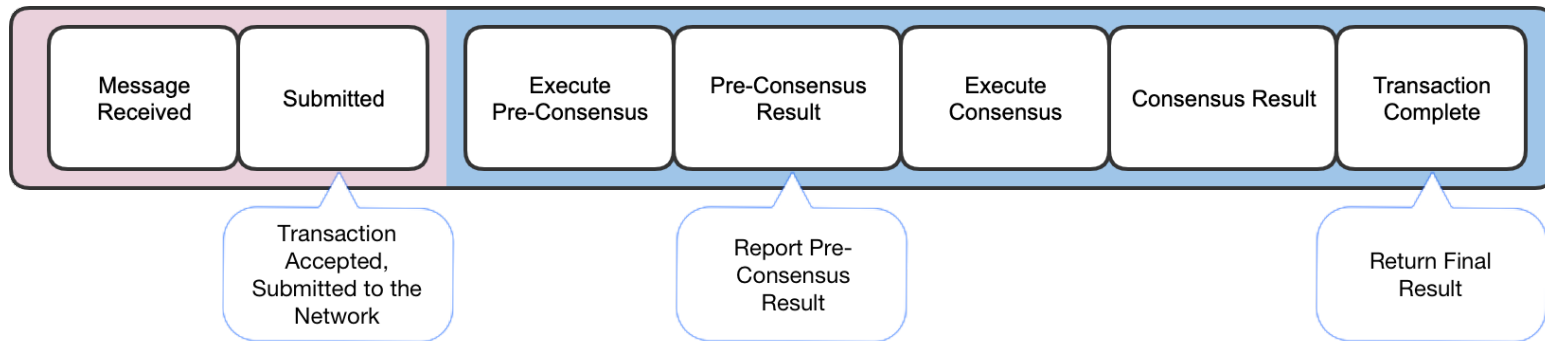 Message
Received
Submitted
Execute
Pre-Consensus
Pre-Consensus
Result
Execute
Consensus
Consensus Result
Transaction
Complete
Transaction
Accepted,
Submitted to the
Network
Report Pre-
Consensus
Result
Return Final
Result